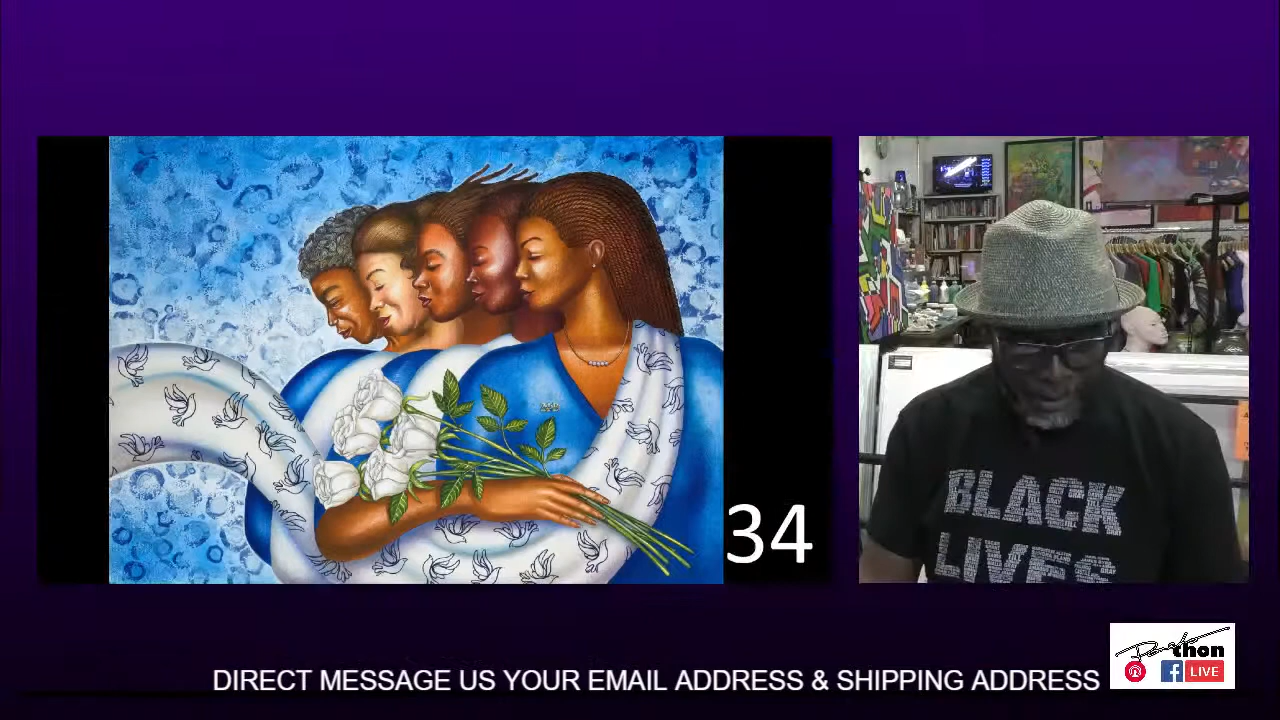 34
BLACK
LIVES
thon
LIVE
DIRECT MESSAGE US YOUR EMAIL ADDRESS & SHIPPING ADDRESS